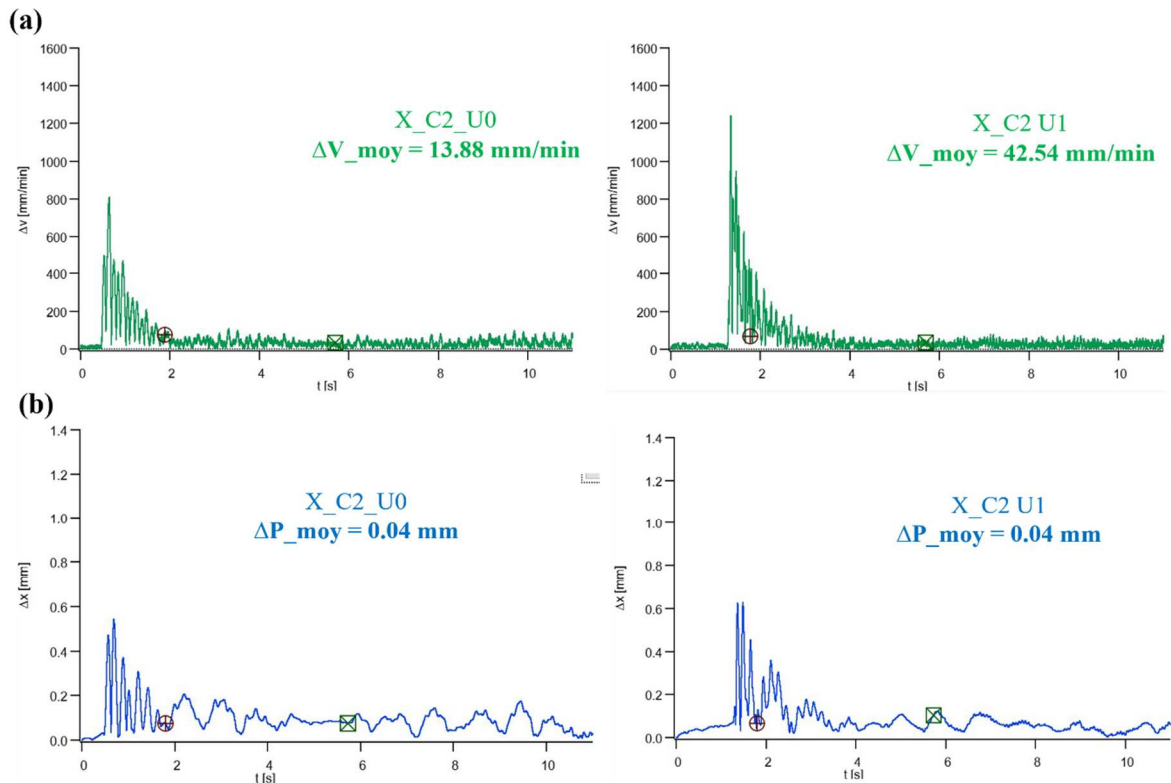 (a)
1600
1400
1200
1000
800
600
400
200
0
Δv [mm/min]
0 2 4 6 8 10
t [s]
X_C2_U0
ΔV_moy = 13.88 mm/min
1600
1400
1200
1000
800
600
400
200
0
Δv [mm/min]
0 2 4 6 8 10
t [s]
X_C2 U1
ΔV_moy = 42.54 mm/min
(b)
1.4
1.2
1.0
0.8
0.6
0.4
0.2
0.0
Δx [mm]
0 2 4 6 8 10
t [s]
X_C2_U0
ΔP_moy = 0.04 mm
1.4
1.2
1.0
0.8
0.6
0.4
0.2
0.0
Δx [mm]
0 2 4 6 8 10
t [s]
X_C2 U1
ΔP_moy = 0.04 mm